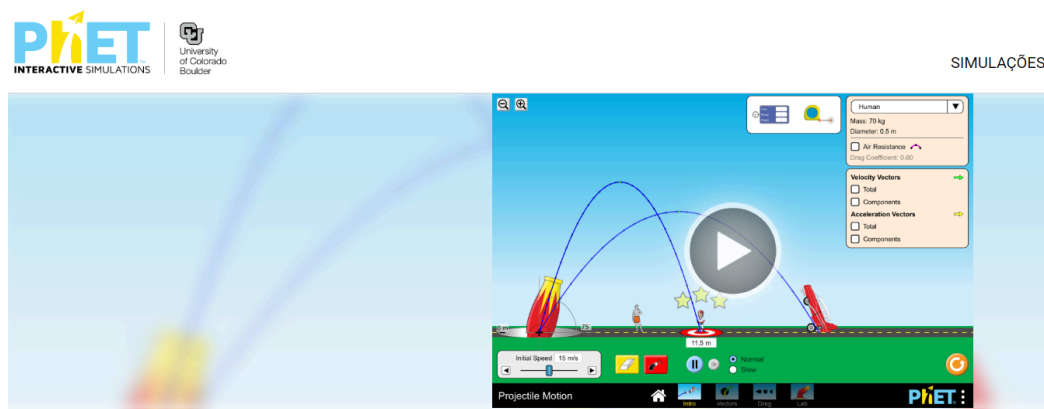 PhET
INTERACTIVE SIMULATIONS
University
of Colorado
Boulder
SIMULAÇÕES
Human
Mass: 70 kg
Diameter: 0.5 m
Air Resistance
Drag Coefficient: 0.60
Velocity Vectors
Total
Components
Acceleration Vectors
Total
Components
0 m
75°
11.5 m
Initial Speed 15 m/s
Normal
Slow
Projectile Motion
Intro
Vectors
Drag
Lab
PhET